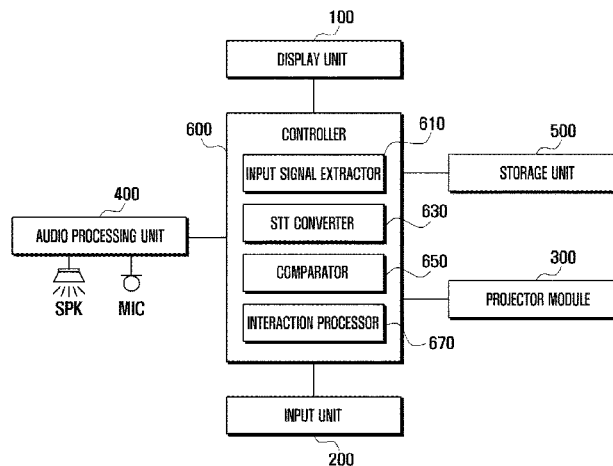 100
DISPLAY UNIT
600
CONTROLLER
610
INPUT SIGNAL EXTRACTOR
500
STORAGE UNIT
400
AUDIO PROCESSING UNIT
STT CONVERTER
630
SPK
MIC
COMPARATOR
650
300
PROJECTOR MODULE
INTERACTION PROCESSOR
670
INPUT UNIT
200